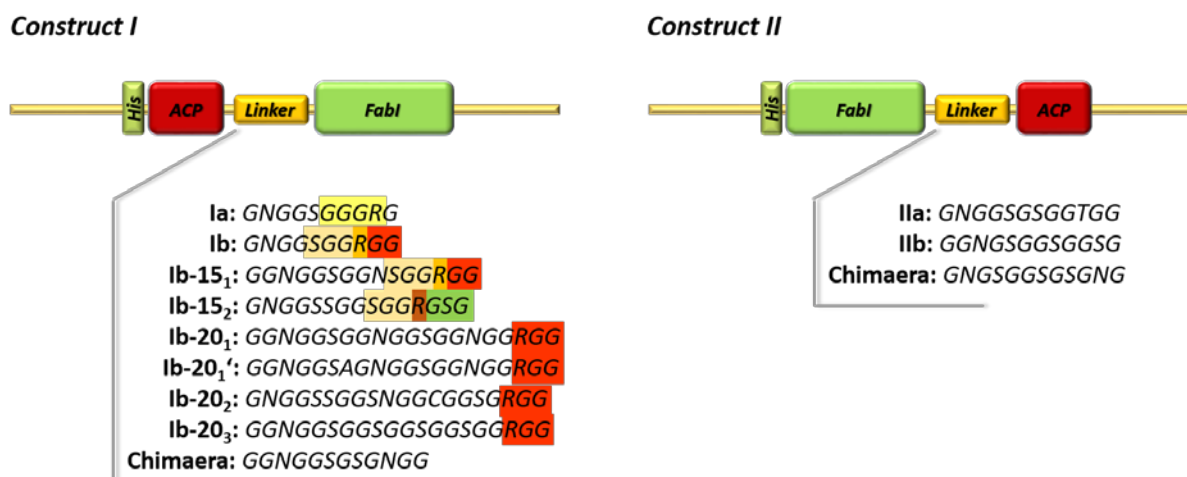 Construct I
Construct II
His ACP Linker FabI
His FabI Linker ACP
Ia: GNGGSGGGRG
Ib: GNGGSGGRGG
Ib-15₁: GGNGGSGGNSGGRGG
Ib-15₂: GNGGSSGGSGGRGSG
Ib-20₁: GGNGGSGGNGGSGGNGGRGG
Ib-20₁‘: GGNGGSAGNGGSGGNGGRGG
Ib-20₂: GNGGSSGGSNGGCGGSGRGG
Ib-20₃: GGNGGSGGSGGSGGSGGRGG
Chimaera: GGNGGSGSGNGG
IIa: GNGGSGSGGTGG
IIb: GGNGSGGSGGSG
Chimaera: GNGSGGSGSGNG